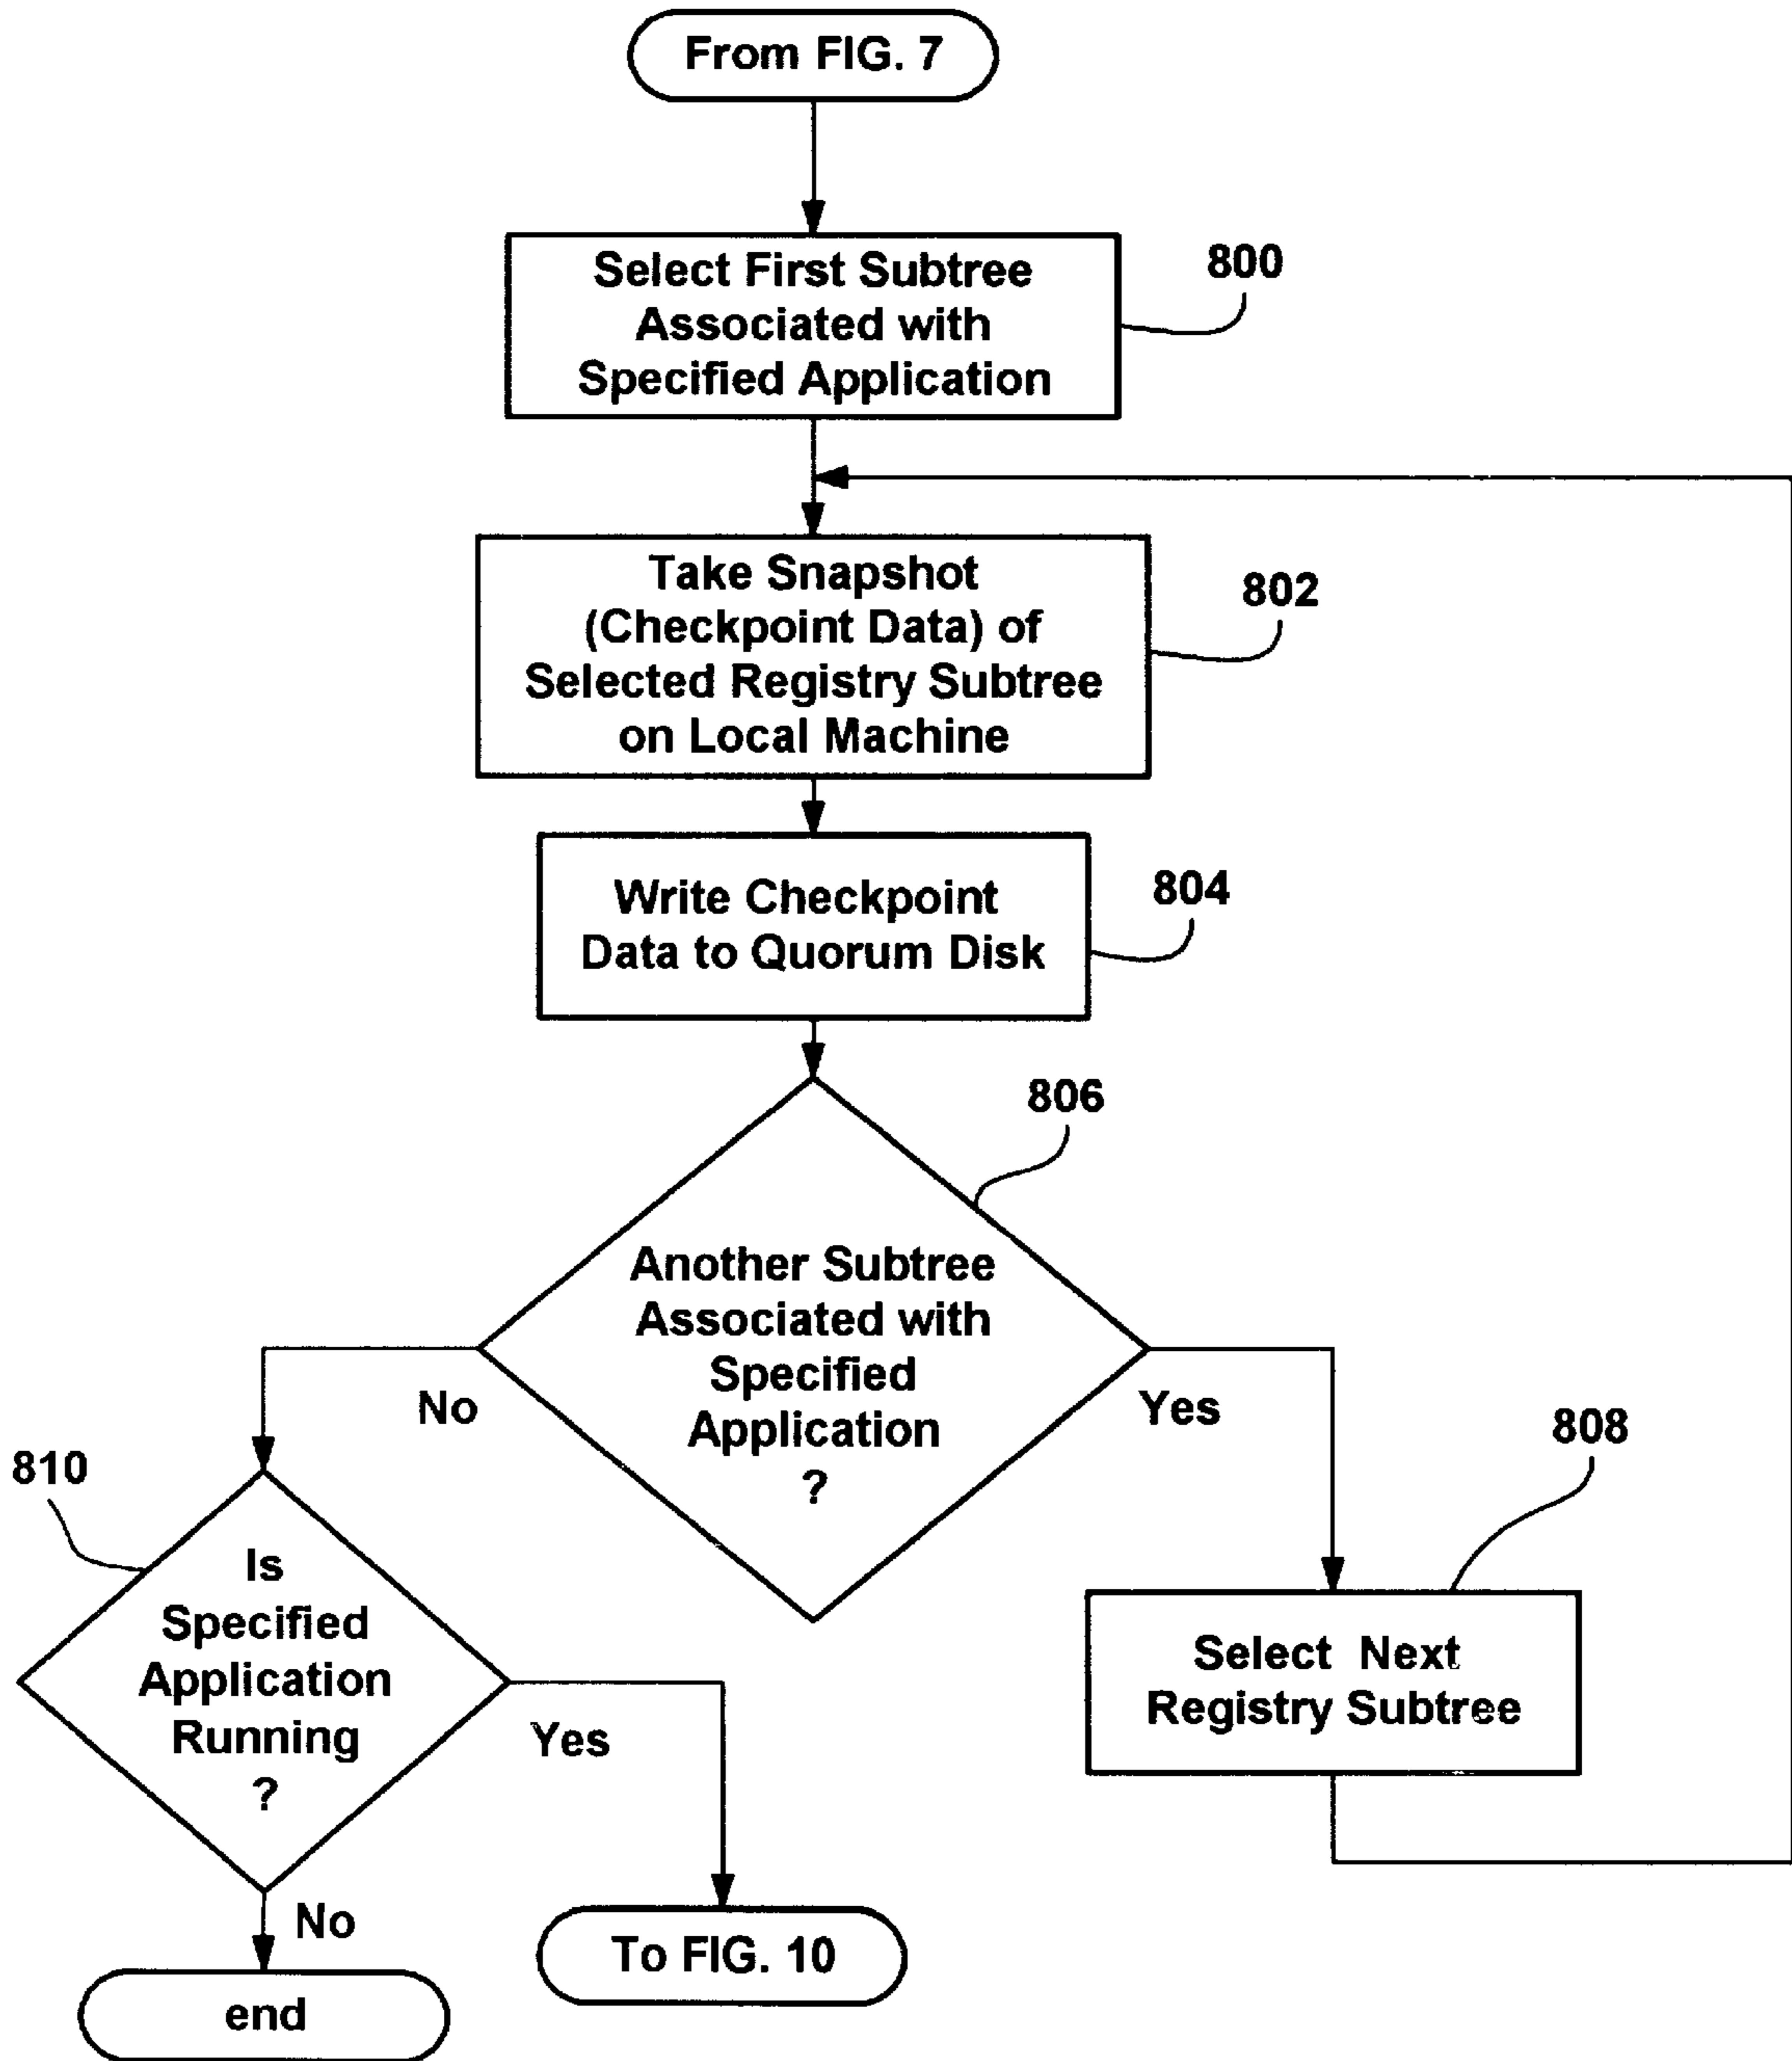 From FIG. 7
Select First Subtree
Associated with
Specified Application
800
Take Snapshot
(Checkpoint Data) of
Selected Registry Subtree
on Local Machine
802
Write Checkpoint
Data to Quorum Disk
804
806
Another Subtree
Associated with
Specified
Application
?
No
Yes
808
810
Is
Specified
Application
Running
?
Yes
Select Next
Registry Subtree
No
To FIG. 10
end